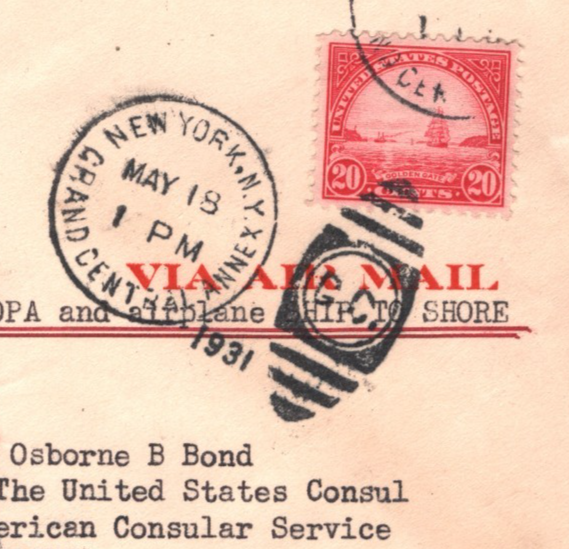 UNITED STATES POSTAGE
GOLDEN GATE
20 CENTS 20
CEN
NEW YORK, N.Y.
GRAND CENTRAL ANNEX
MAY 18
1 PM
1931
VIA AIR MAIL
OPA and airplane SHIP TO SHORE
Osborne B Bond
The United States Consul
erican Consular Service